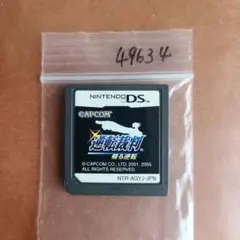 49634
NINTENDO DS™
CAPCOM®
逆転裁判
蘇る逆転
© CAPCOM CO., LTD. 2001, 2005
ALL RIGHTS RESERVED.
NTR-AGYJ-JPN